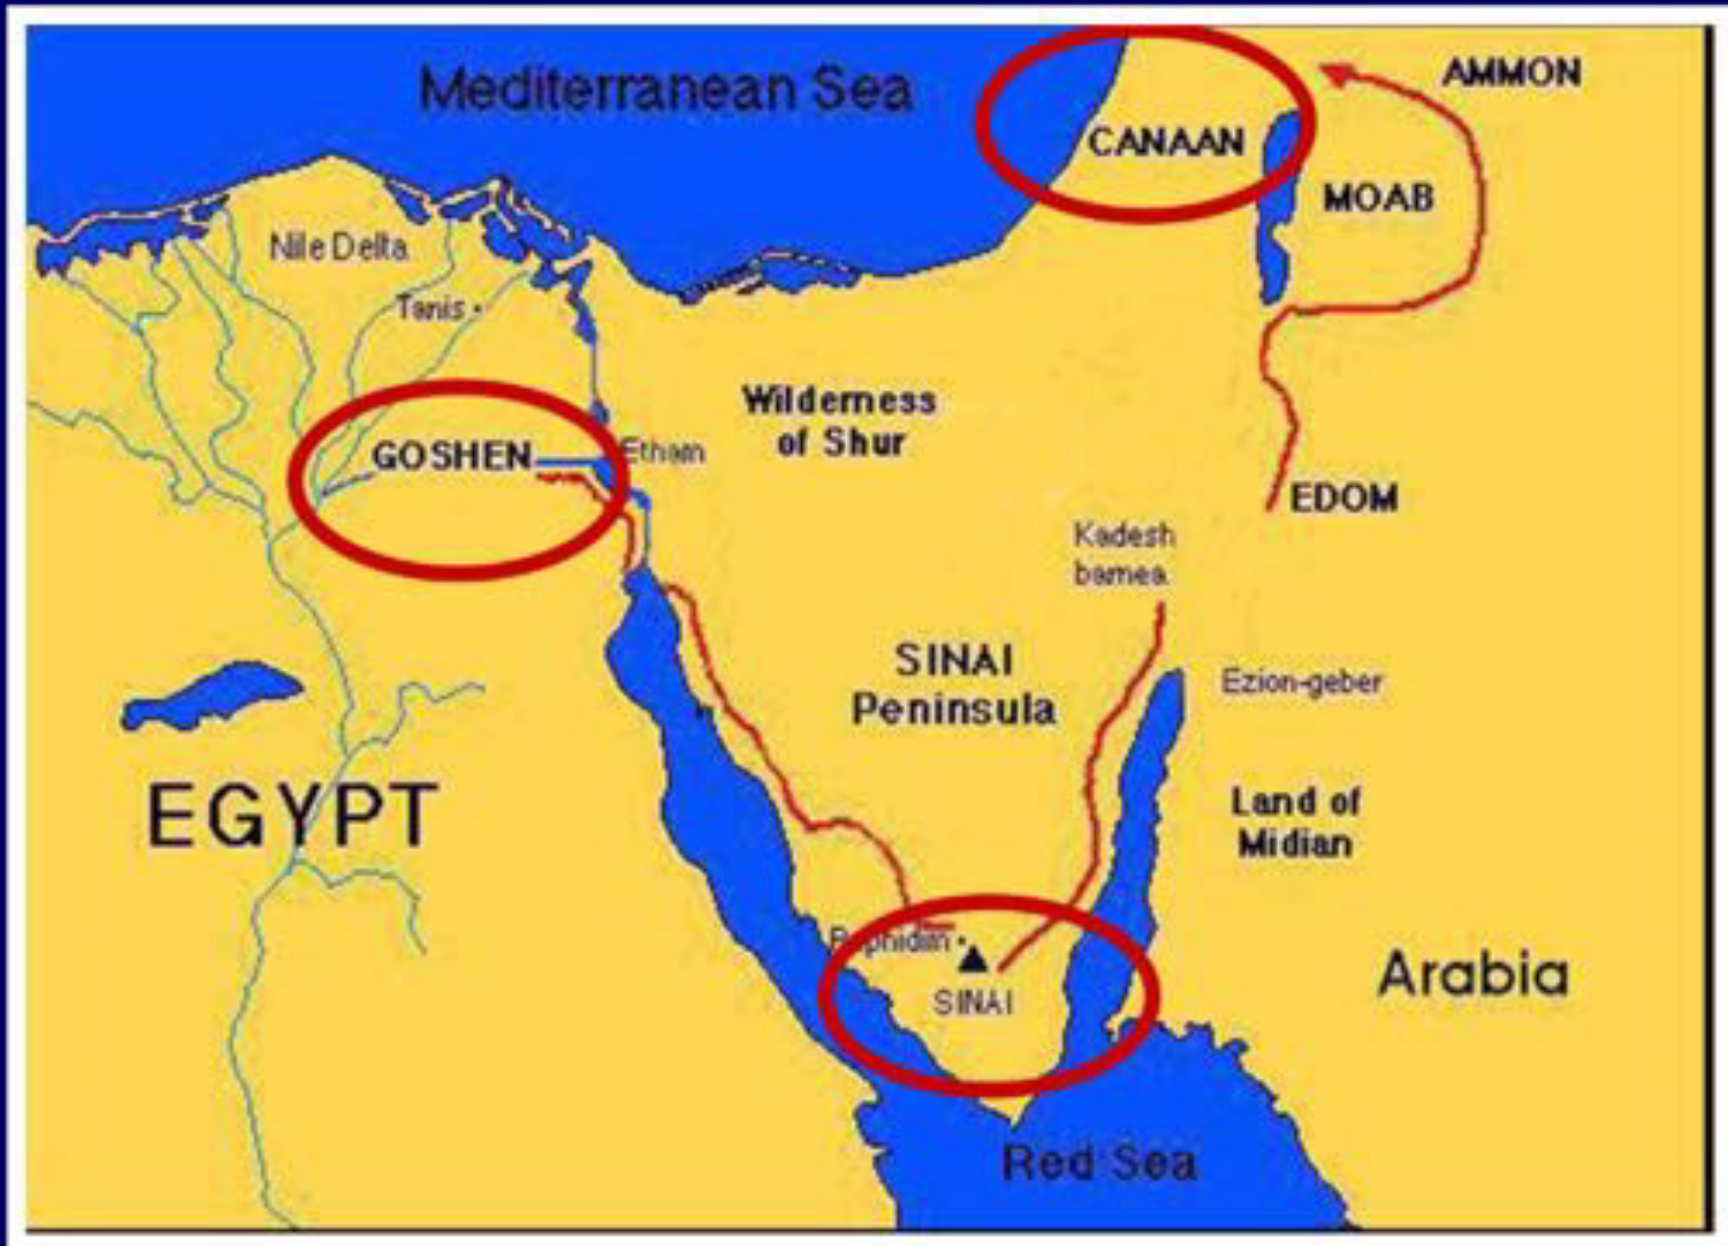 Mediterranean Sea
AMMON
CANAAN
MOAB
Nile Delta
Tanis
Wilderness
of Shur
GOSHEN
Etham
EDOM
Kadesh
barnea
SINAI
Peninsula
Ezion-geber
EGYPT
Land of
Midian
Rephidim
SINAI
Arabia
Red Sea